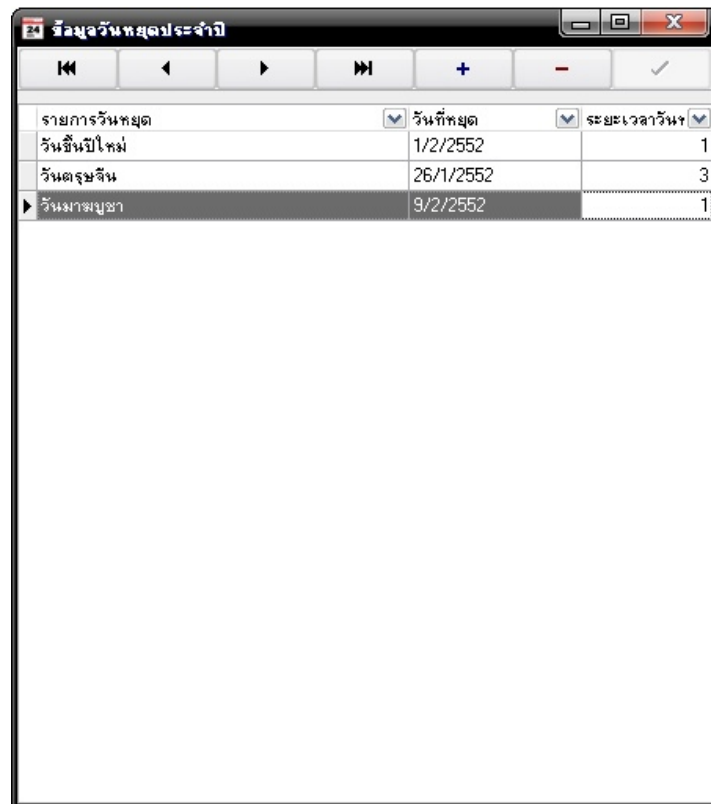 24 ข้อมูลวันหยุดประจำปี
รายการวันหยุด วันที่หยุด ระยะเวลาวัน
วันขึ้นปีใหม่ 1/2/2552 1
วันตรุษจีน 26/1/2552 3
วันมาฆบูชา 9/2/2552 1